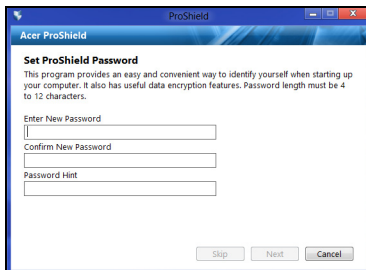 ProShield
Acer ProShield
Set ProShield Password
This program provides an easy and convenient way to identify yourself when starting up
your computer. It also has useful data encryption features. Password length must be 4
to 12 characters.
Enter New Password
Confirm New Password
Password Hint
Skip
Next
Cancel